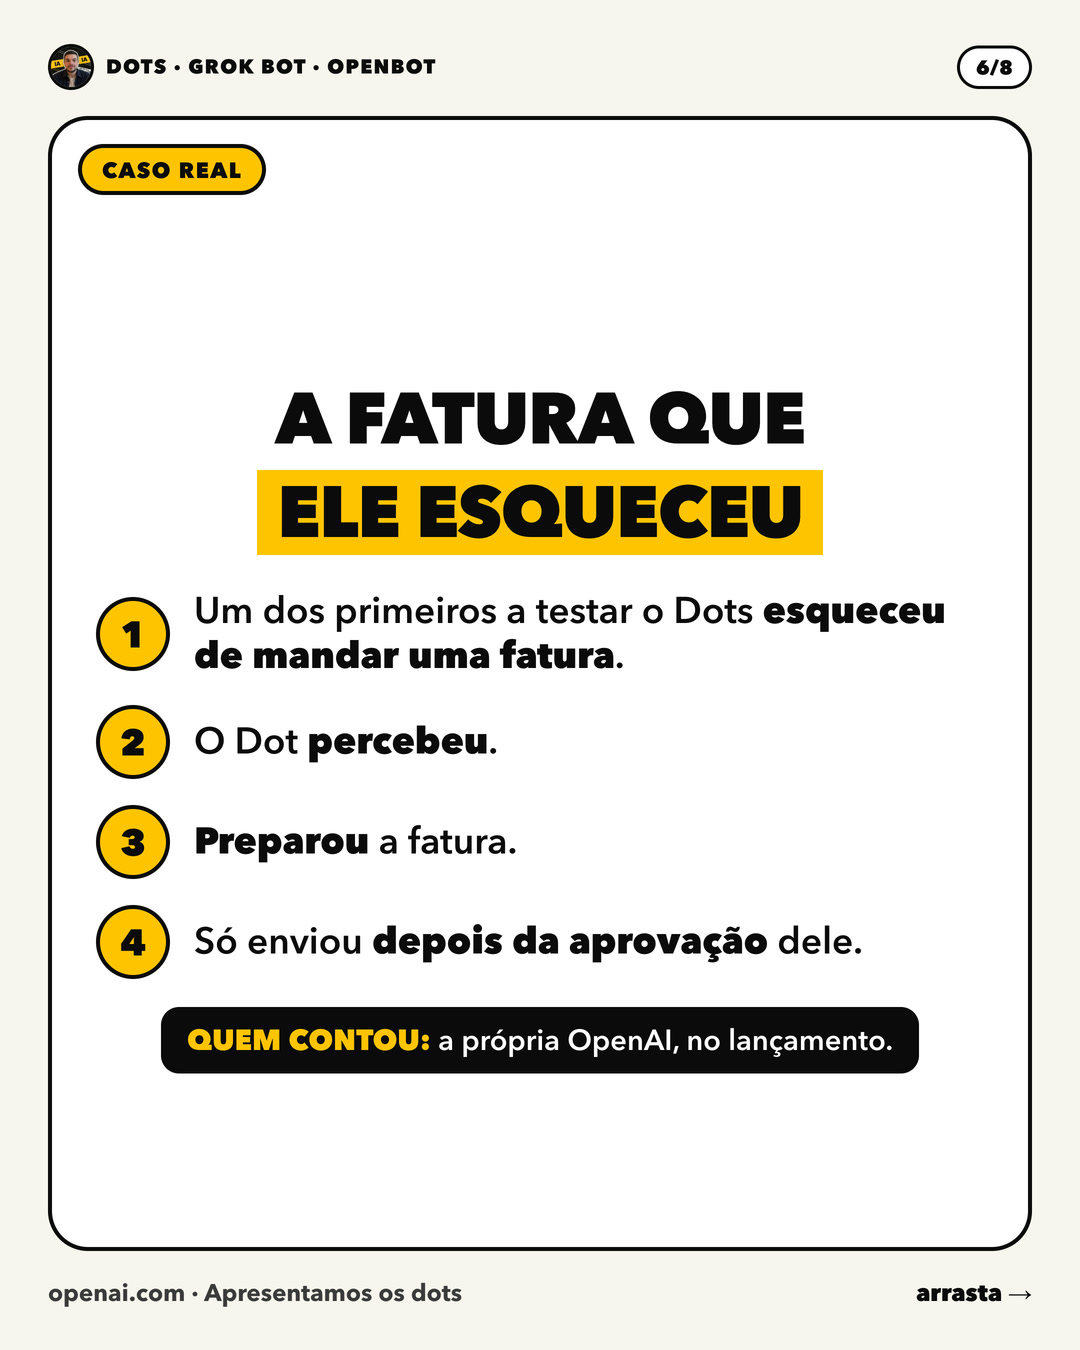 DOTS · GROK BOT · OPENBOT
6/8
CASO REAL
A FATURA QUE
ELE ESQUECEU
1
Um dos primeiros a testar o Dots esqueceu
de mandar uma fatura.
2
O Dot percebeu.
3
Preparou a fatura.
4
Só enviou depois da aprovação dele.
QUEM CONTOU: a própria OpenAI, no lançamento.
openai.com · Apresentamos os dots
arrasta →